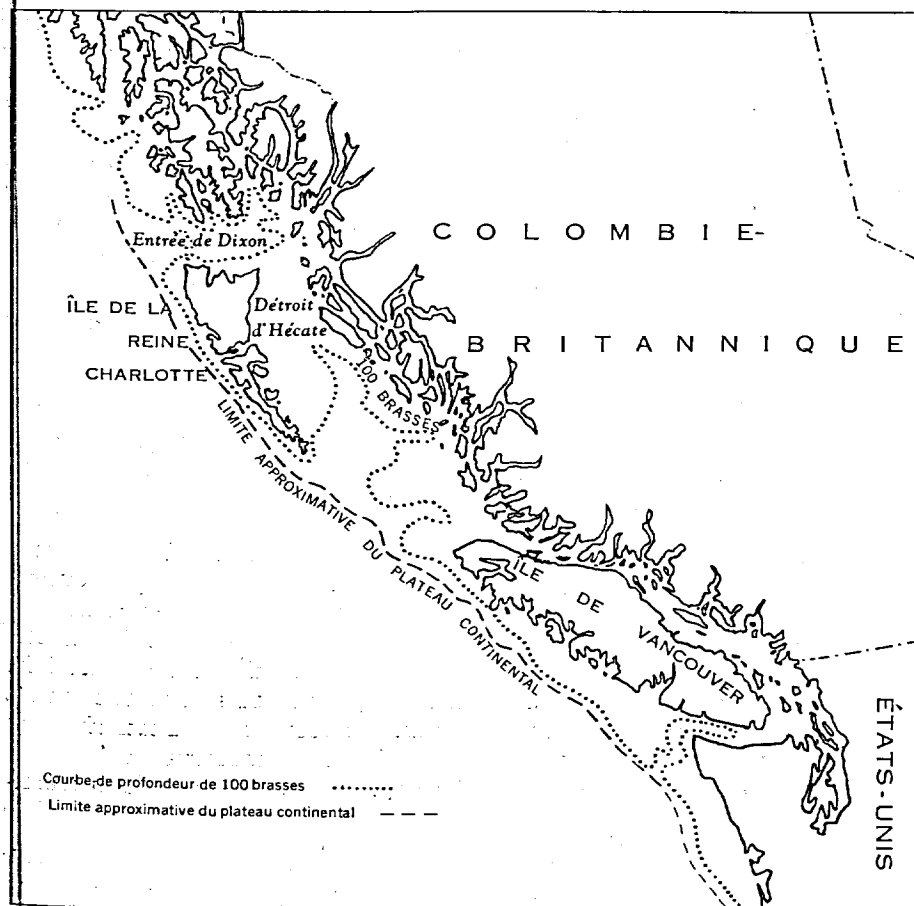 COLOMBIE-
BRITANNIQUE
Entrée de Dixon
ÎLE DE LA
REINE
CHARLOTTE
Détroit
d'Hécate
100 BRASSES
LIMITE APPROXIMATIVE DU PLATEAU CONTINENTAL
ÎLE
DE
VANCOUVER
ÉTATS-UNIS
Courbe de profondeur de 100 brasses
Limite approximative du plateau continental